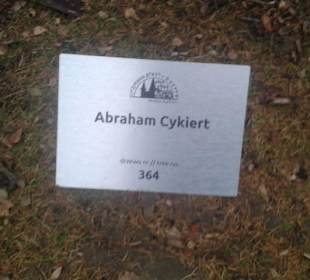 Abraham Cykiert
drzewo nr // tree no.
364